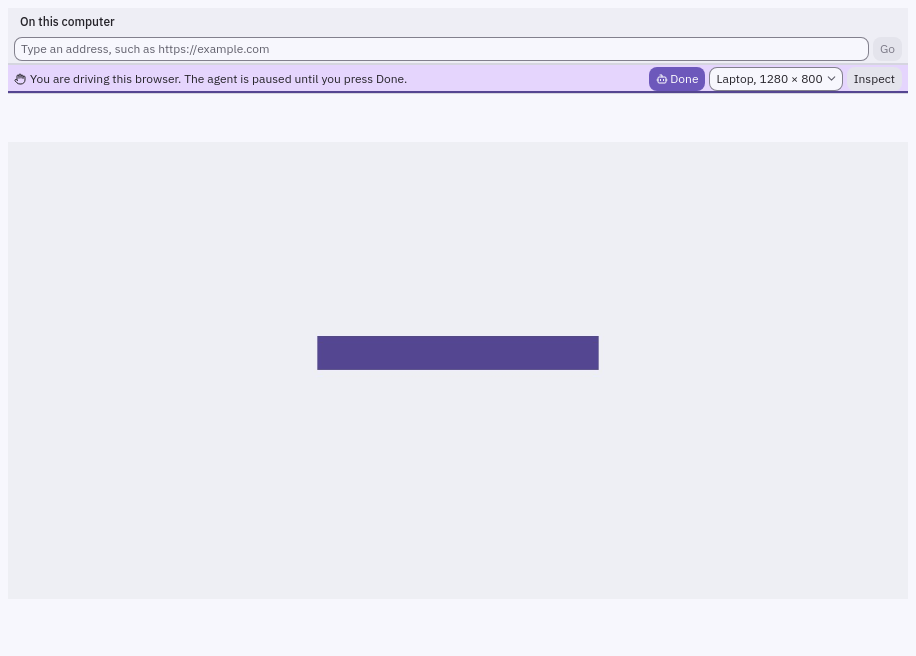 On this computer
Type an address, such as https://example.com
Go
You are driving this browser. The agent is paused until you press Done.
Done
Laptop, 1280 × 800
Inspect